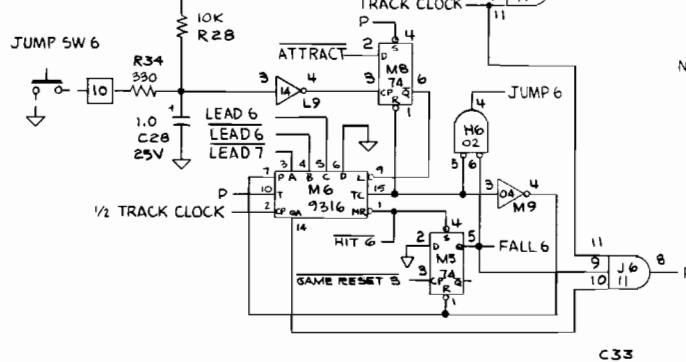 TRACK CLOCK
11
P
10K
R28
JUMP SW 6
R34
330
10
ATTRACT
2 D S 4
M8
74
3 14 4
L9
3 CP Q 6
R
1
1.0
C28
25V
LEAD 6
LEAD 6
LEAD 7
JUMP 6
4
H6
02
5 6
7 3 4 5 6 9
P A B C D L
P 10 T M6 TC 15
9316
1/2 TRACK CLOCK 2 CP QA MR 1
14
3 04 4
M9
HIT 6
4
2 D S Q 5 FALL 6
M5
74
GAME RESET 3 CP Q
R
1
11
9
10
J6
11
8
C33